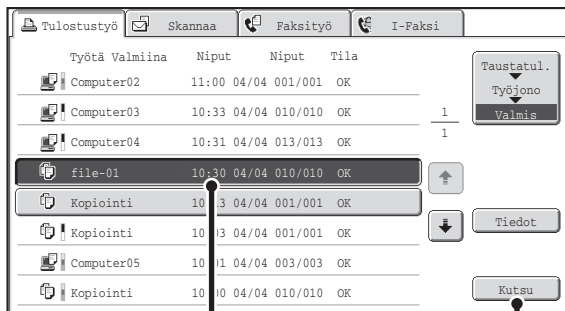 Tulostustyö Skannaa Faksityö I-Faksi
Työtä Valmiina Niput Niput Tila
Computer02 11:00 04/04 001/001 OK
Computer03 10:33 04/04 010/010 OK
Computer04 10:31 04/04 013/013 OK
file-01 10:30 04/04 010/010 OK
Kopiointi 04/04 001/001 OK
Kopiointi 04/04 001/001 OK
Computer05 04/04 003/003 OK
Kopiointi 04/04 010/010 OK
1
1
Taustatul.
Työjono
Valmis
Tiedot
Kutsu